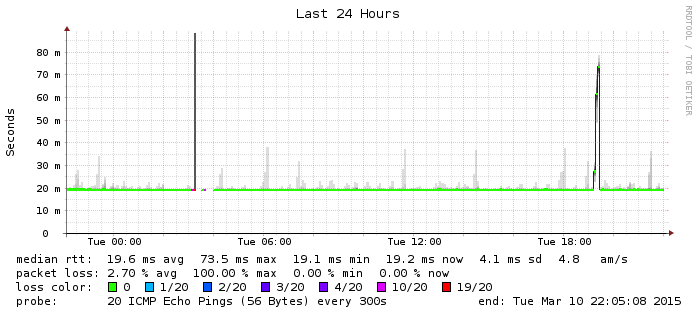 Last 24 Hours
RRDTOOL / TOBI OETIKER
Seconds
80 m
70 m
60 m
50 m
40 m
30 m
20 m
10 m
0
Tue 00:00 Tue 06:00 Tue 12:00 Tue 18:00
median rtt: 19.6 ms avg 73.5 ms max 19.1 ms min 19.2 ms now 4.1 ms sd 4.8 am/s
packet loss: 2.70 % avg 100.00 % max 0.00 % min 0.00 % now
loss color: 0 1/20 2/20 3/20 4/20 10/20 19/20
probe: 20 ICMP Echo Pings (56 Bytes) every 300s end: Tue Mar 10 22:05:08 2015